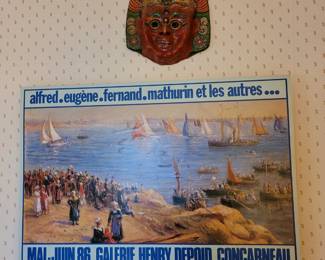 alfred.eugène.fernand.mathurin et les autres...
MAI.JUIN 86 GALERIE HENRY DEPOID CONCARNEAU